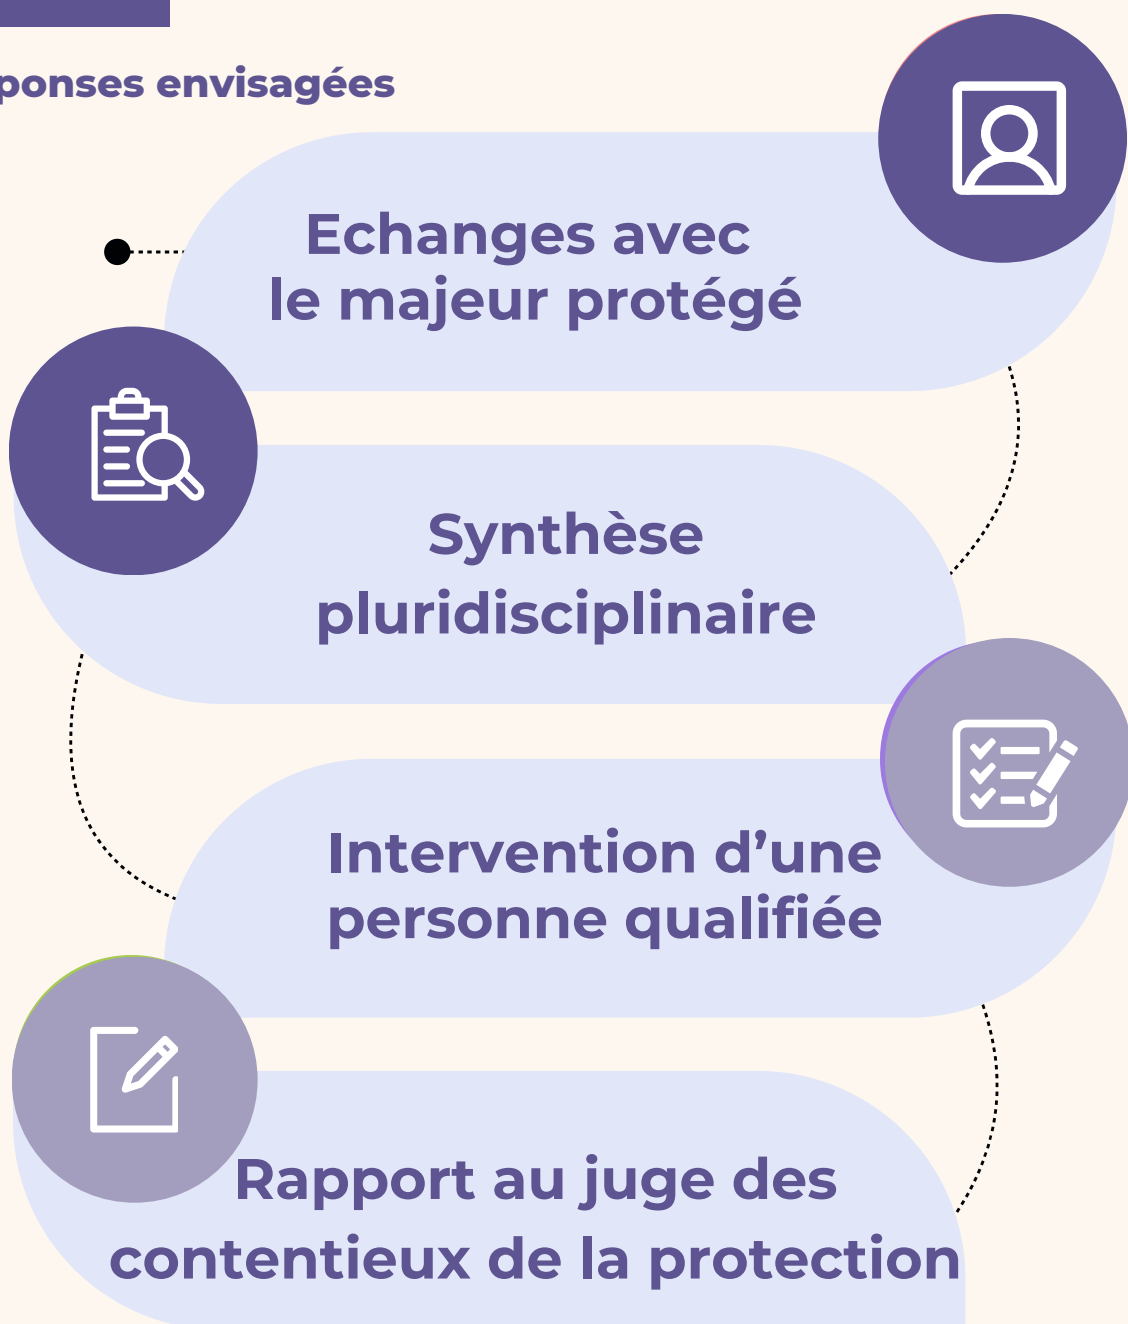 ponses envisagées
Echanges avec
le majeur protégé
Synthèse
pluridisciplinaire
Intervention d’une
personne qualifiée
Rapport au juge des
contentieux de la protection